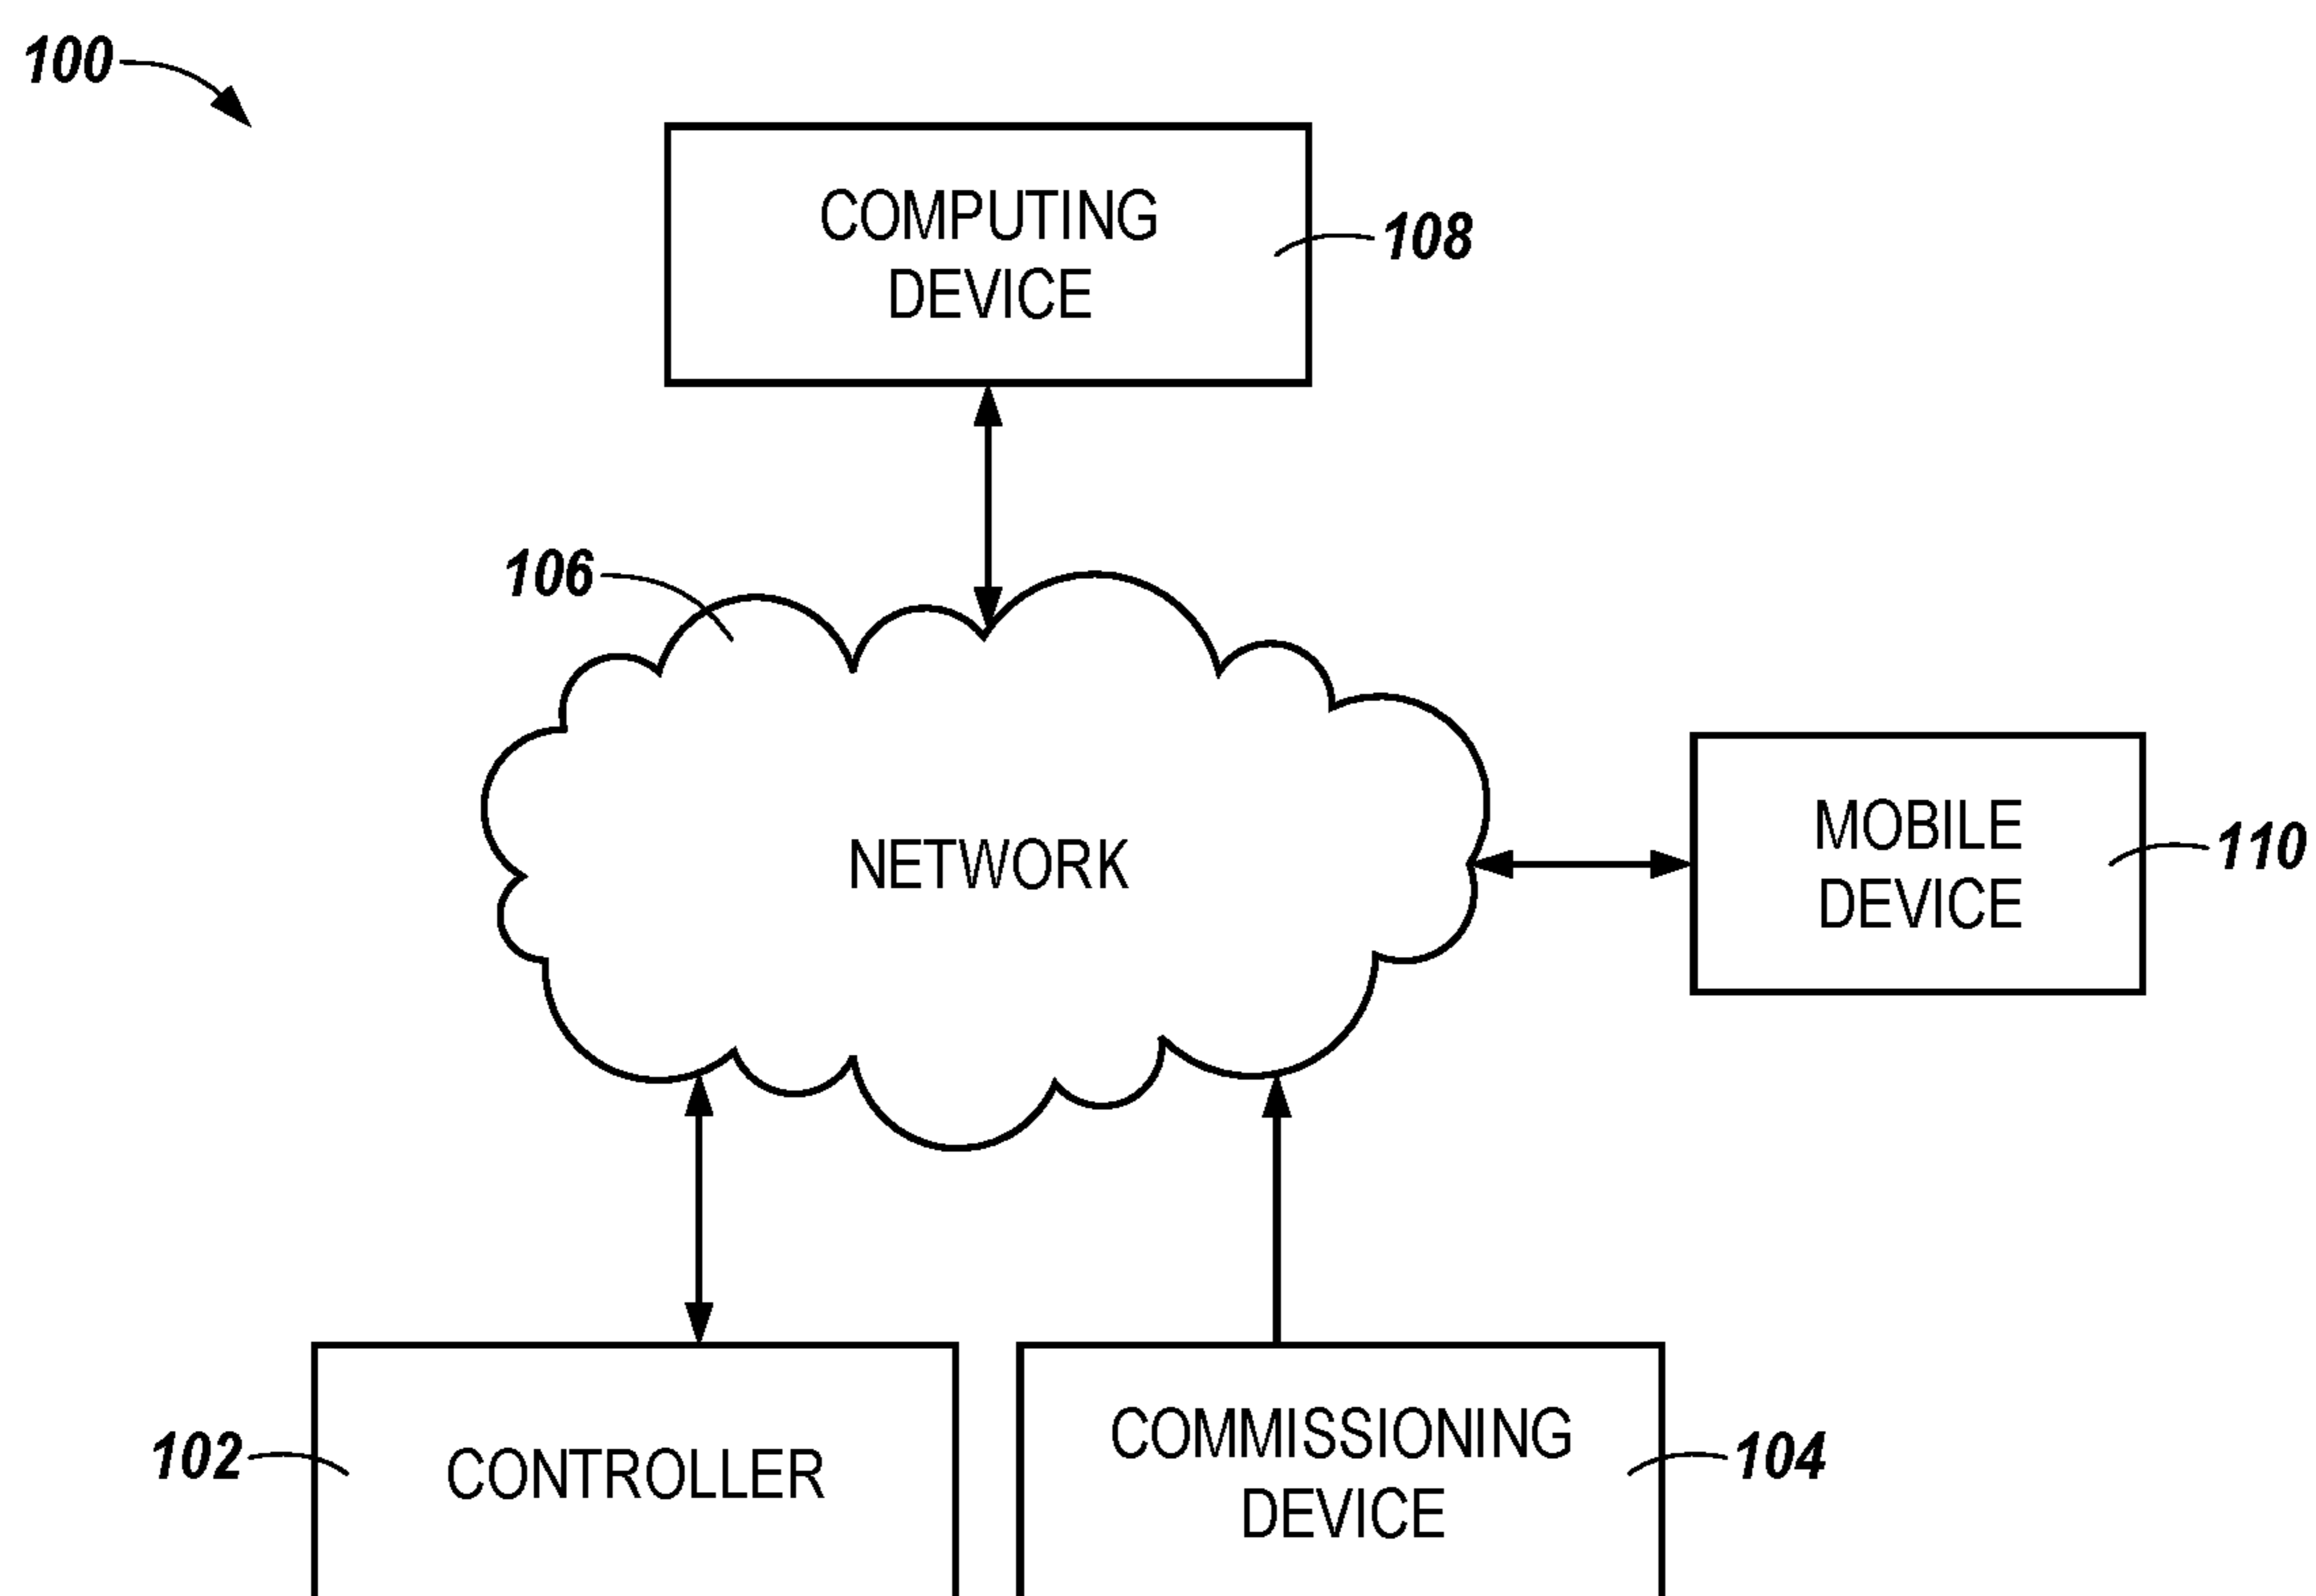 100
COMPUTING
DEVICE
108
106
NETWORK
MOBILE
DEVICE
110
102
CONTROLLER
COMMISSIONING
DEVICE
104